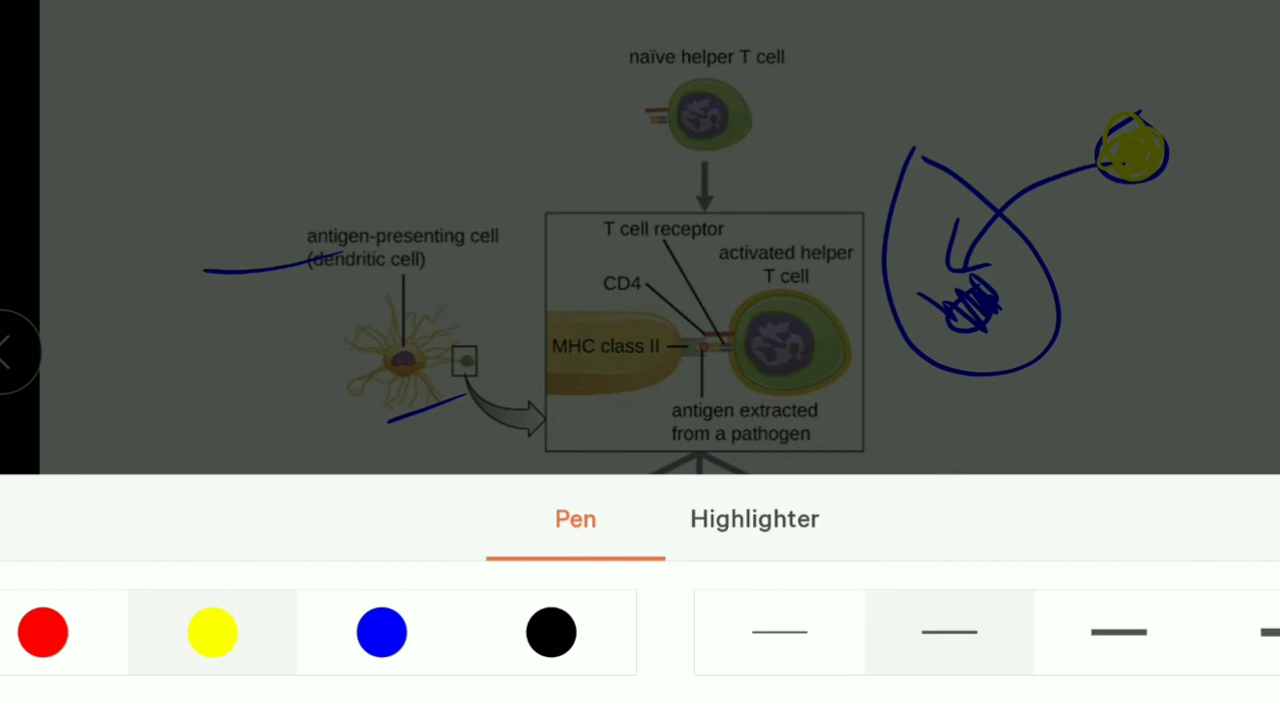 naïve helper T cell
T cell receptor
antigen-presenting cell
(dendritic cell)
activated helper
T cell
CD4
MHC class II
antigen extracted
from a pathogen
Pen
Highlighter